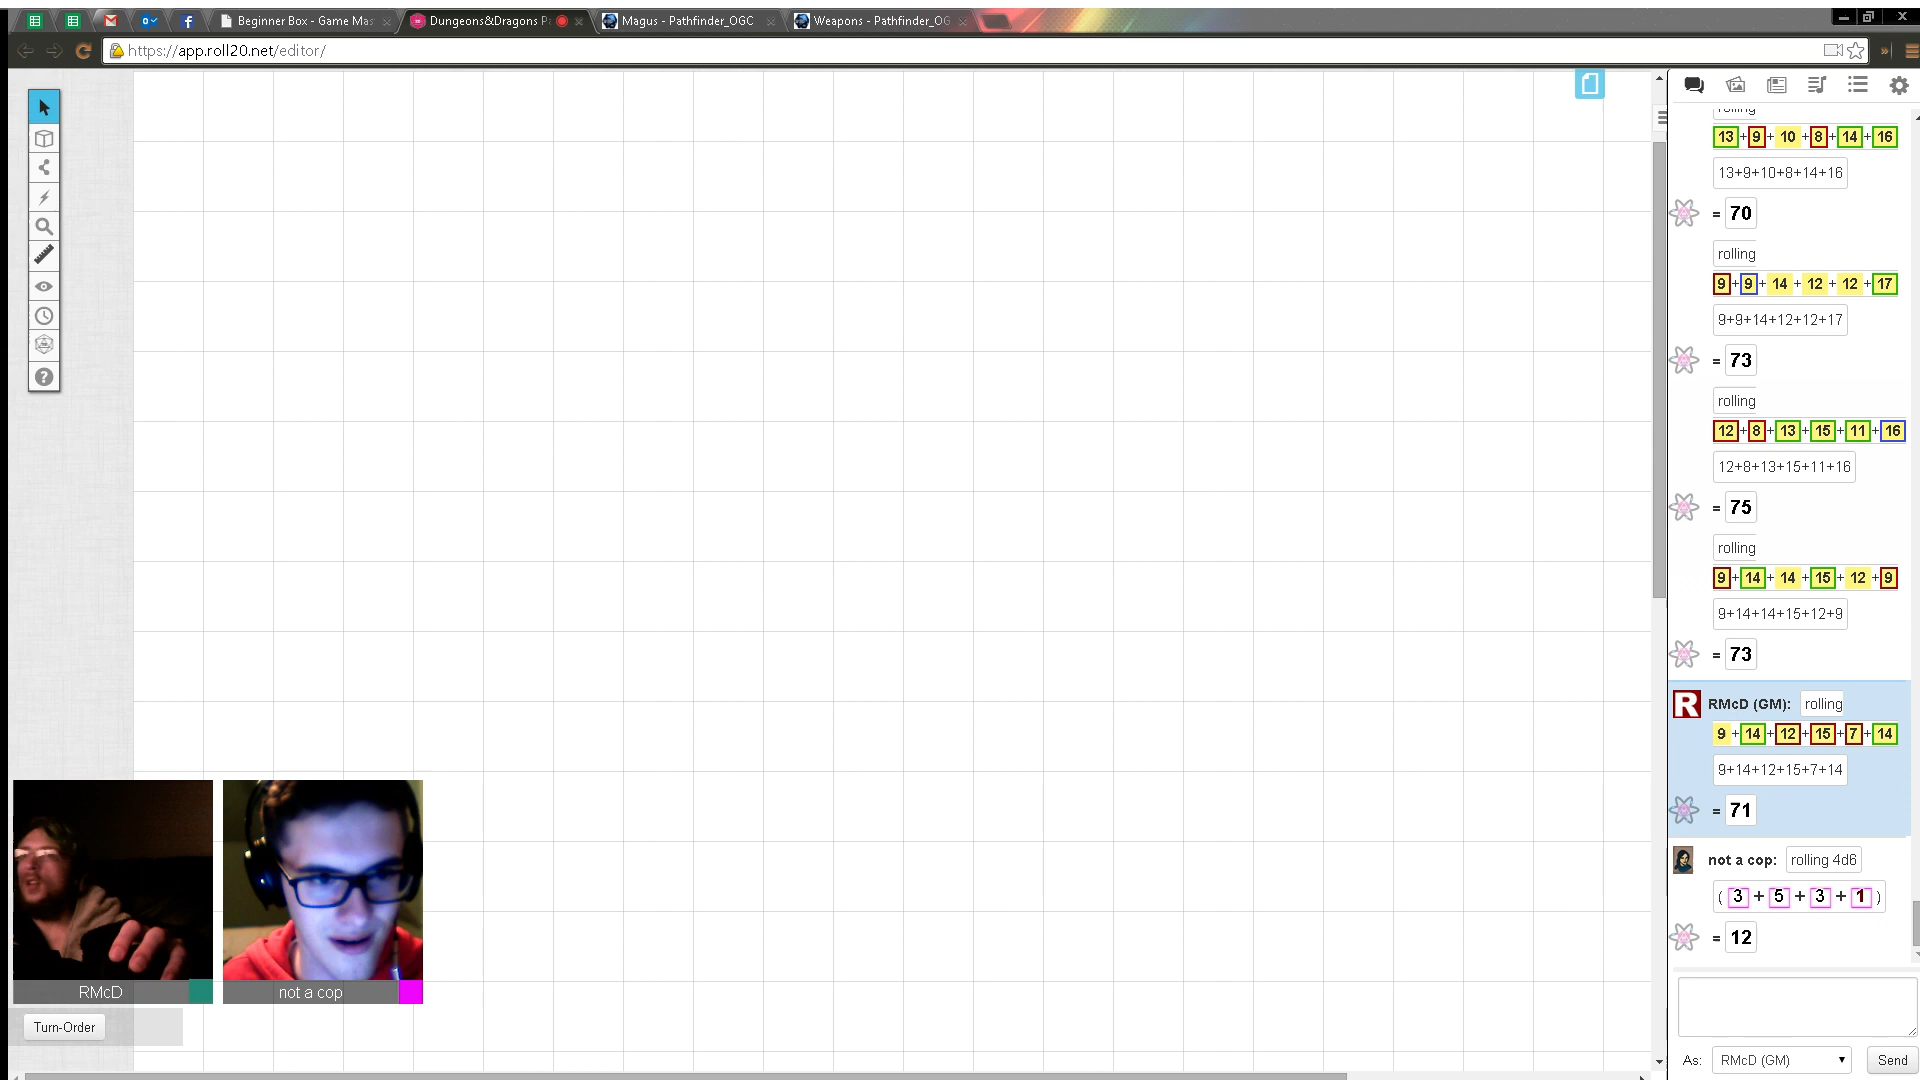 Beginner Box - Game Mas
Dungeons&Dragons P
Magus - Pathfinder_OGC
Weapons - Pathfinder_OG
https://app.roll20.net/editor/
rolling
13+9+10+8+14+16
13+9+10+8+14+16
= 70
rolling
9+9+14+12+12+17
9+9+14+12+12+17
= 73
rolling
12+8+13+15+11+16
12+8+13+15+11+16
= 75
rolling
9+14+14+15+12+9
9+14+14+15+12+9
= 73
R RMcD (GM): rolling
9+14+12+15+7+14
9+14+12+15+7+14
= 71
not a cop: rolling 4d6
(3+5+3+1)
= 12
RMcD
not a cop
Turn-Order
As: RMcD (GM) Send